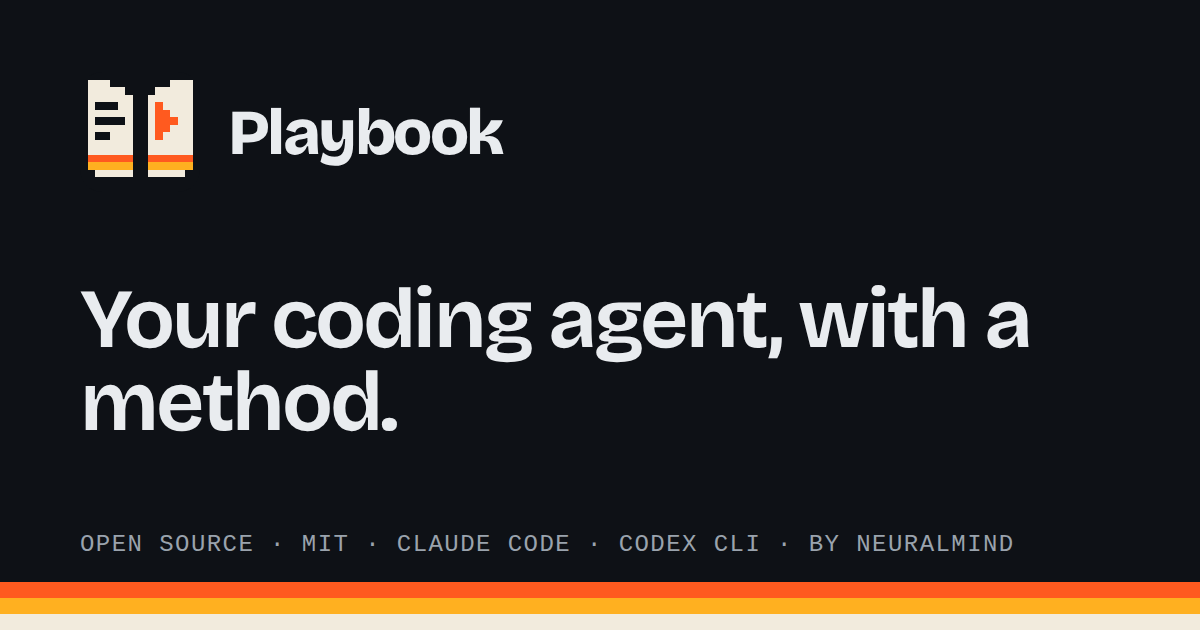 Playbook
Your coding agent, with a
method.
OPEN SOURCE · MIT · CLAUDE CODE · CODEX CLI · BY NEURALMIND